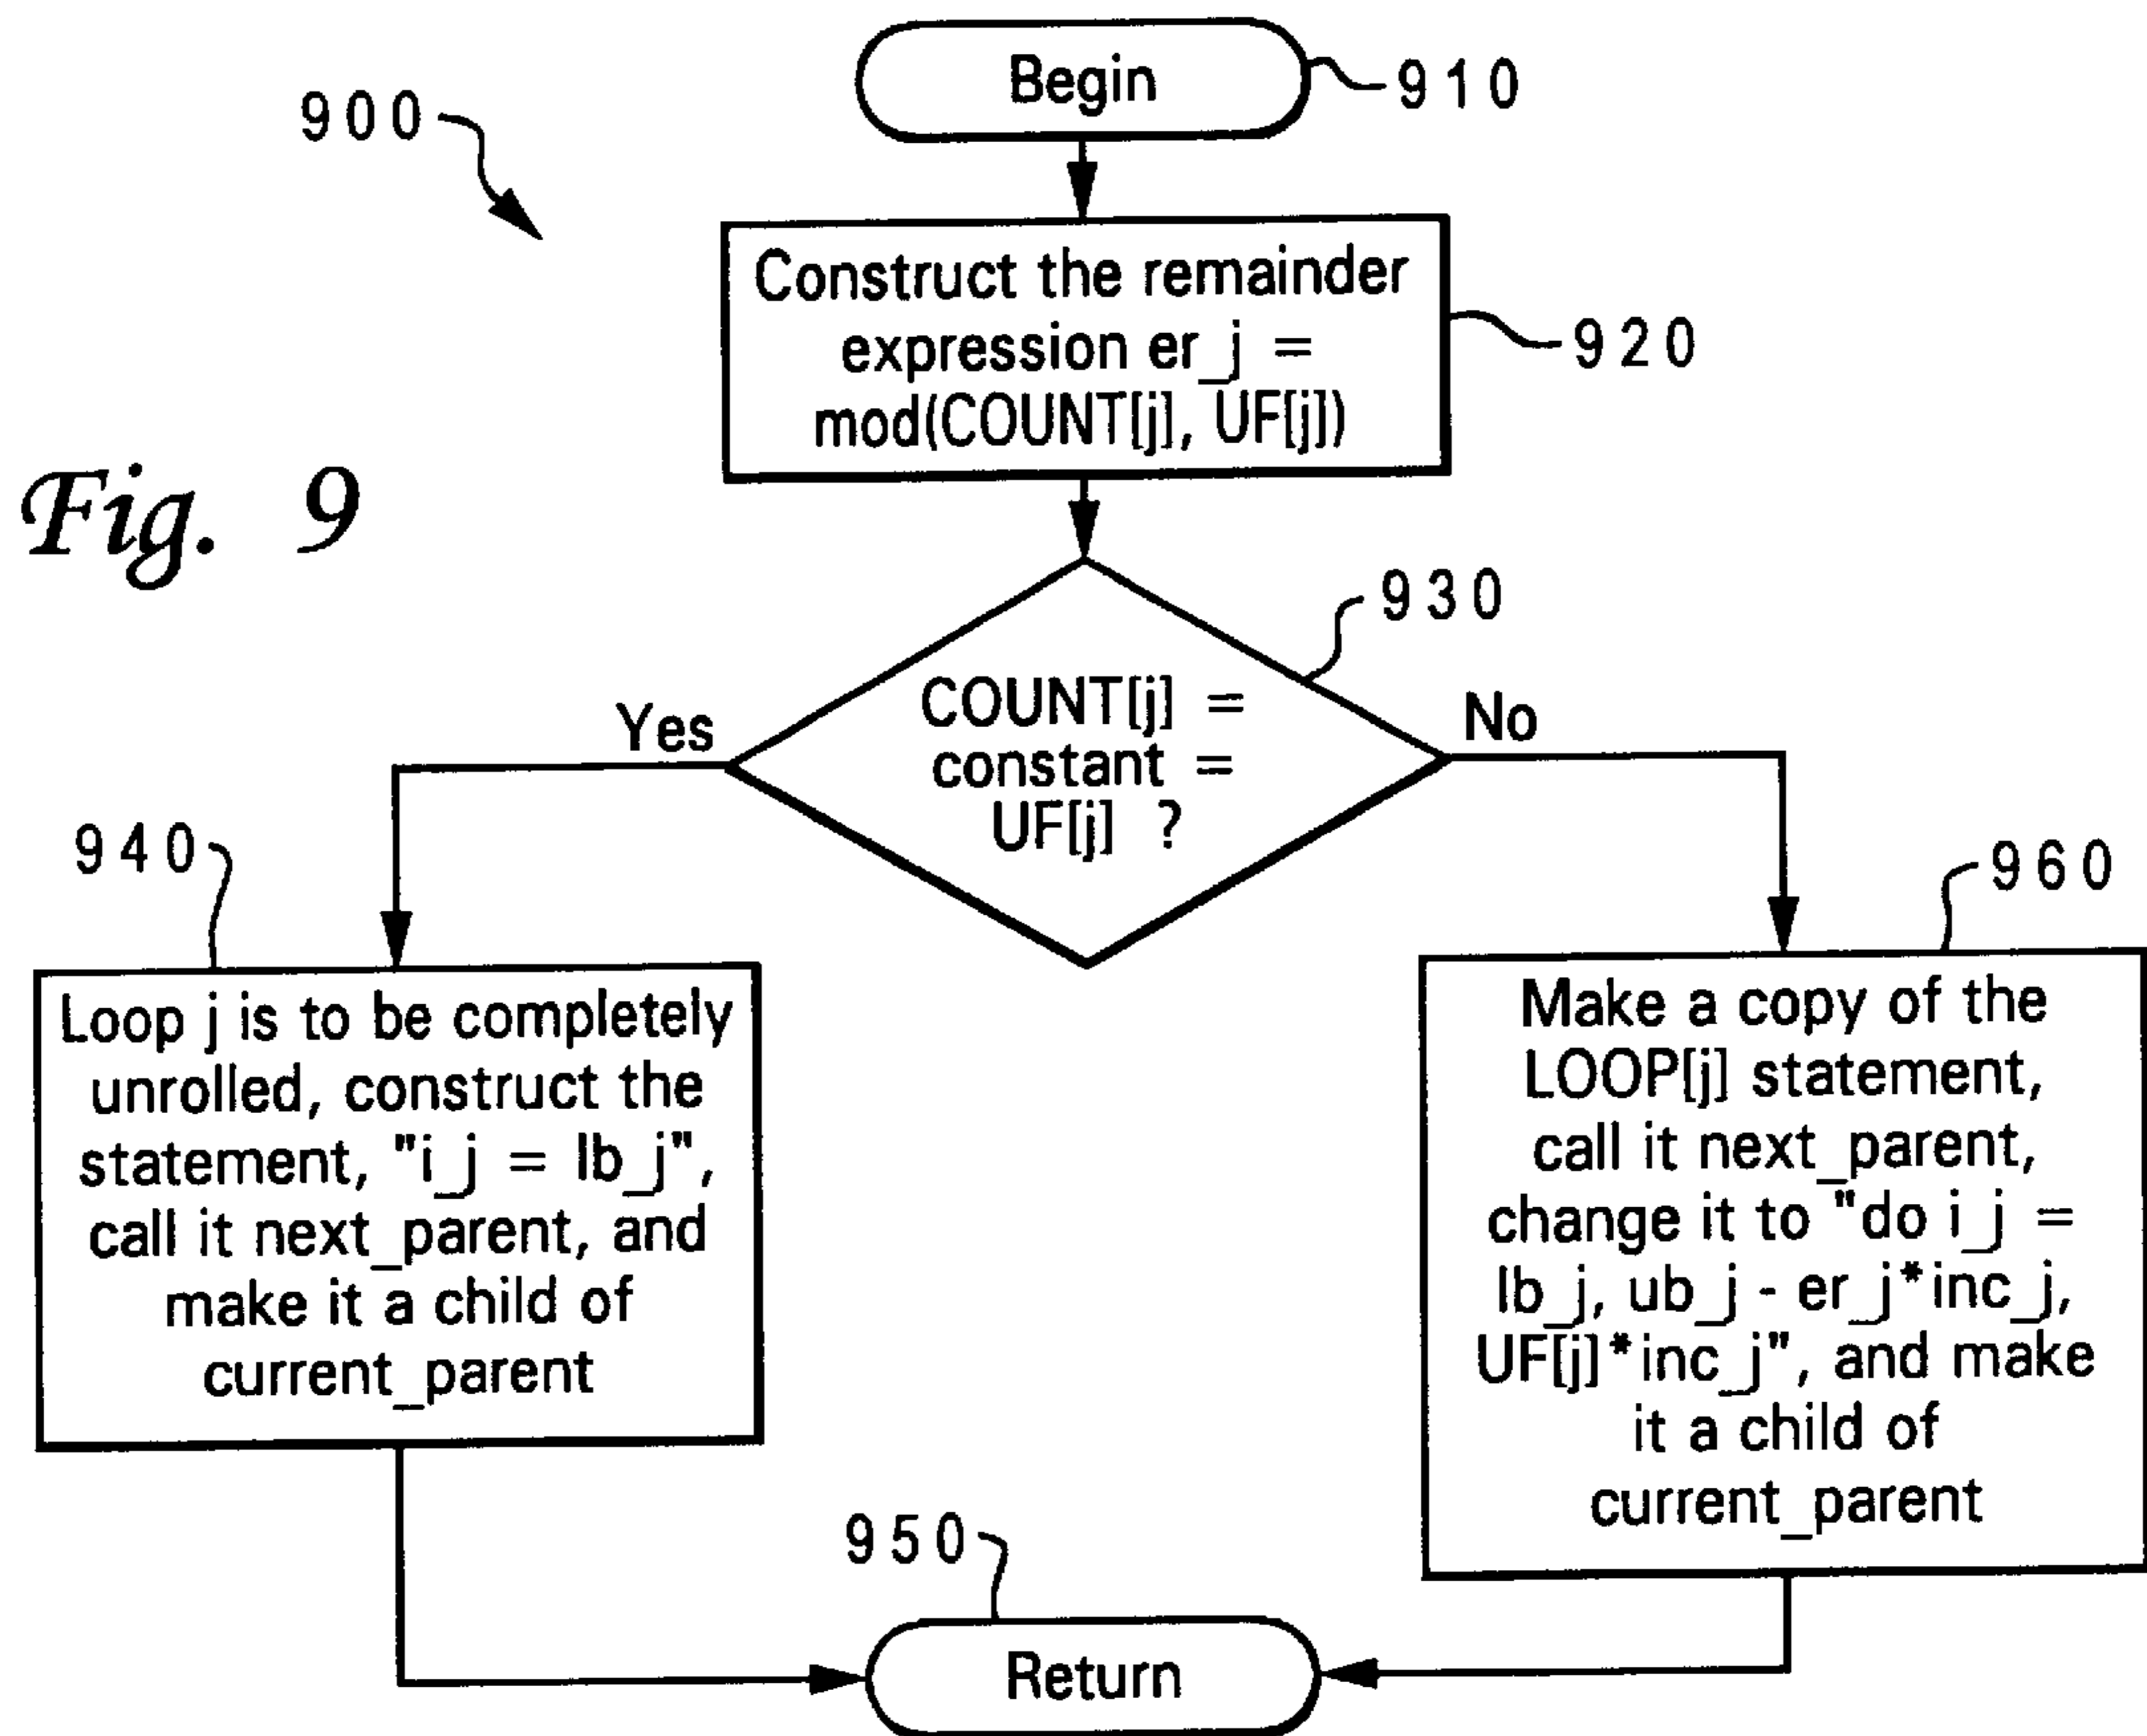 Begin
910
900
Construct the remainder
expression er_j =
mod(COUNT[j], UF[j])
920
Fig. 9
930
COUNT[j] =
constant =
UF[j] ?
Yes
No
940
Loop j is to be completely
unrolled, construct the
statement, "i_j = lb_j",
call it next_parent, and
make it a child of
current_parent
960
Make a copy of the
LOOP[j] statement,
call it next_parent,
change it to "do i_j =
lb_j, ub_j - er_j*inc_j,
UF[j]*inc_j", and make
it a child of
current_parent
950
Return